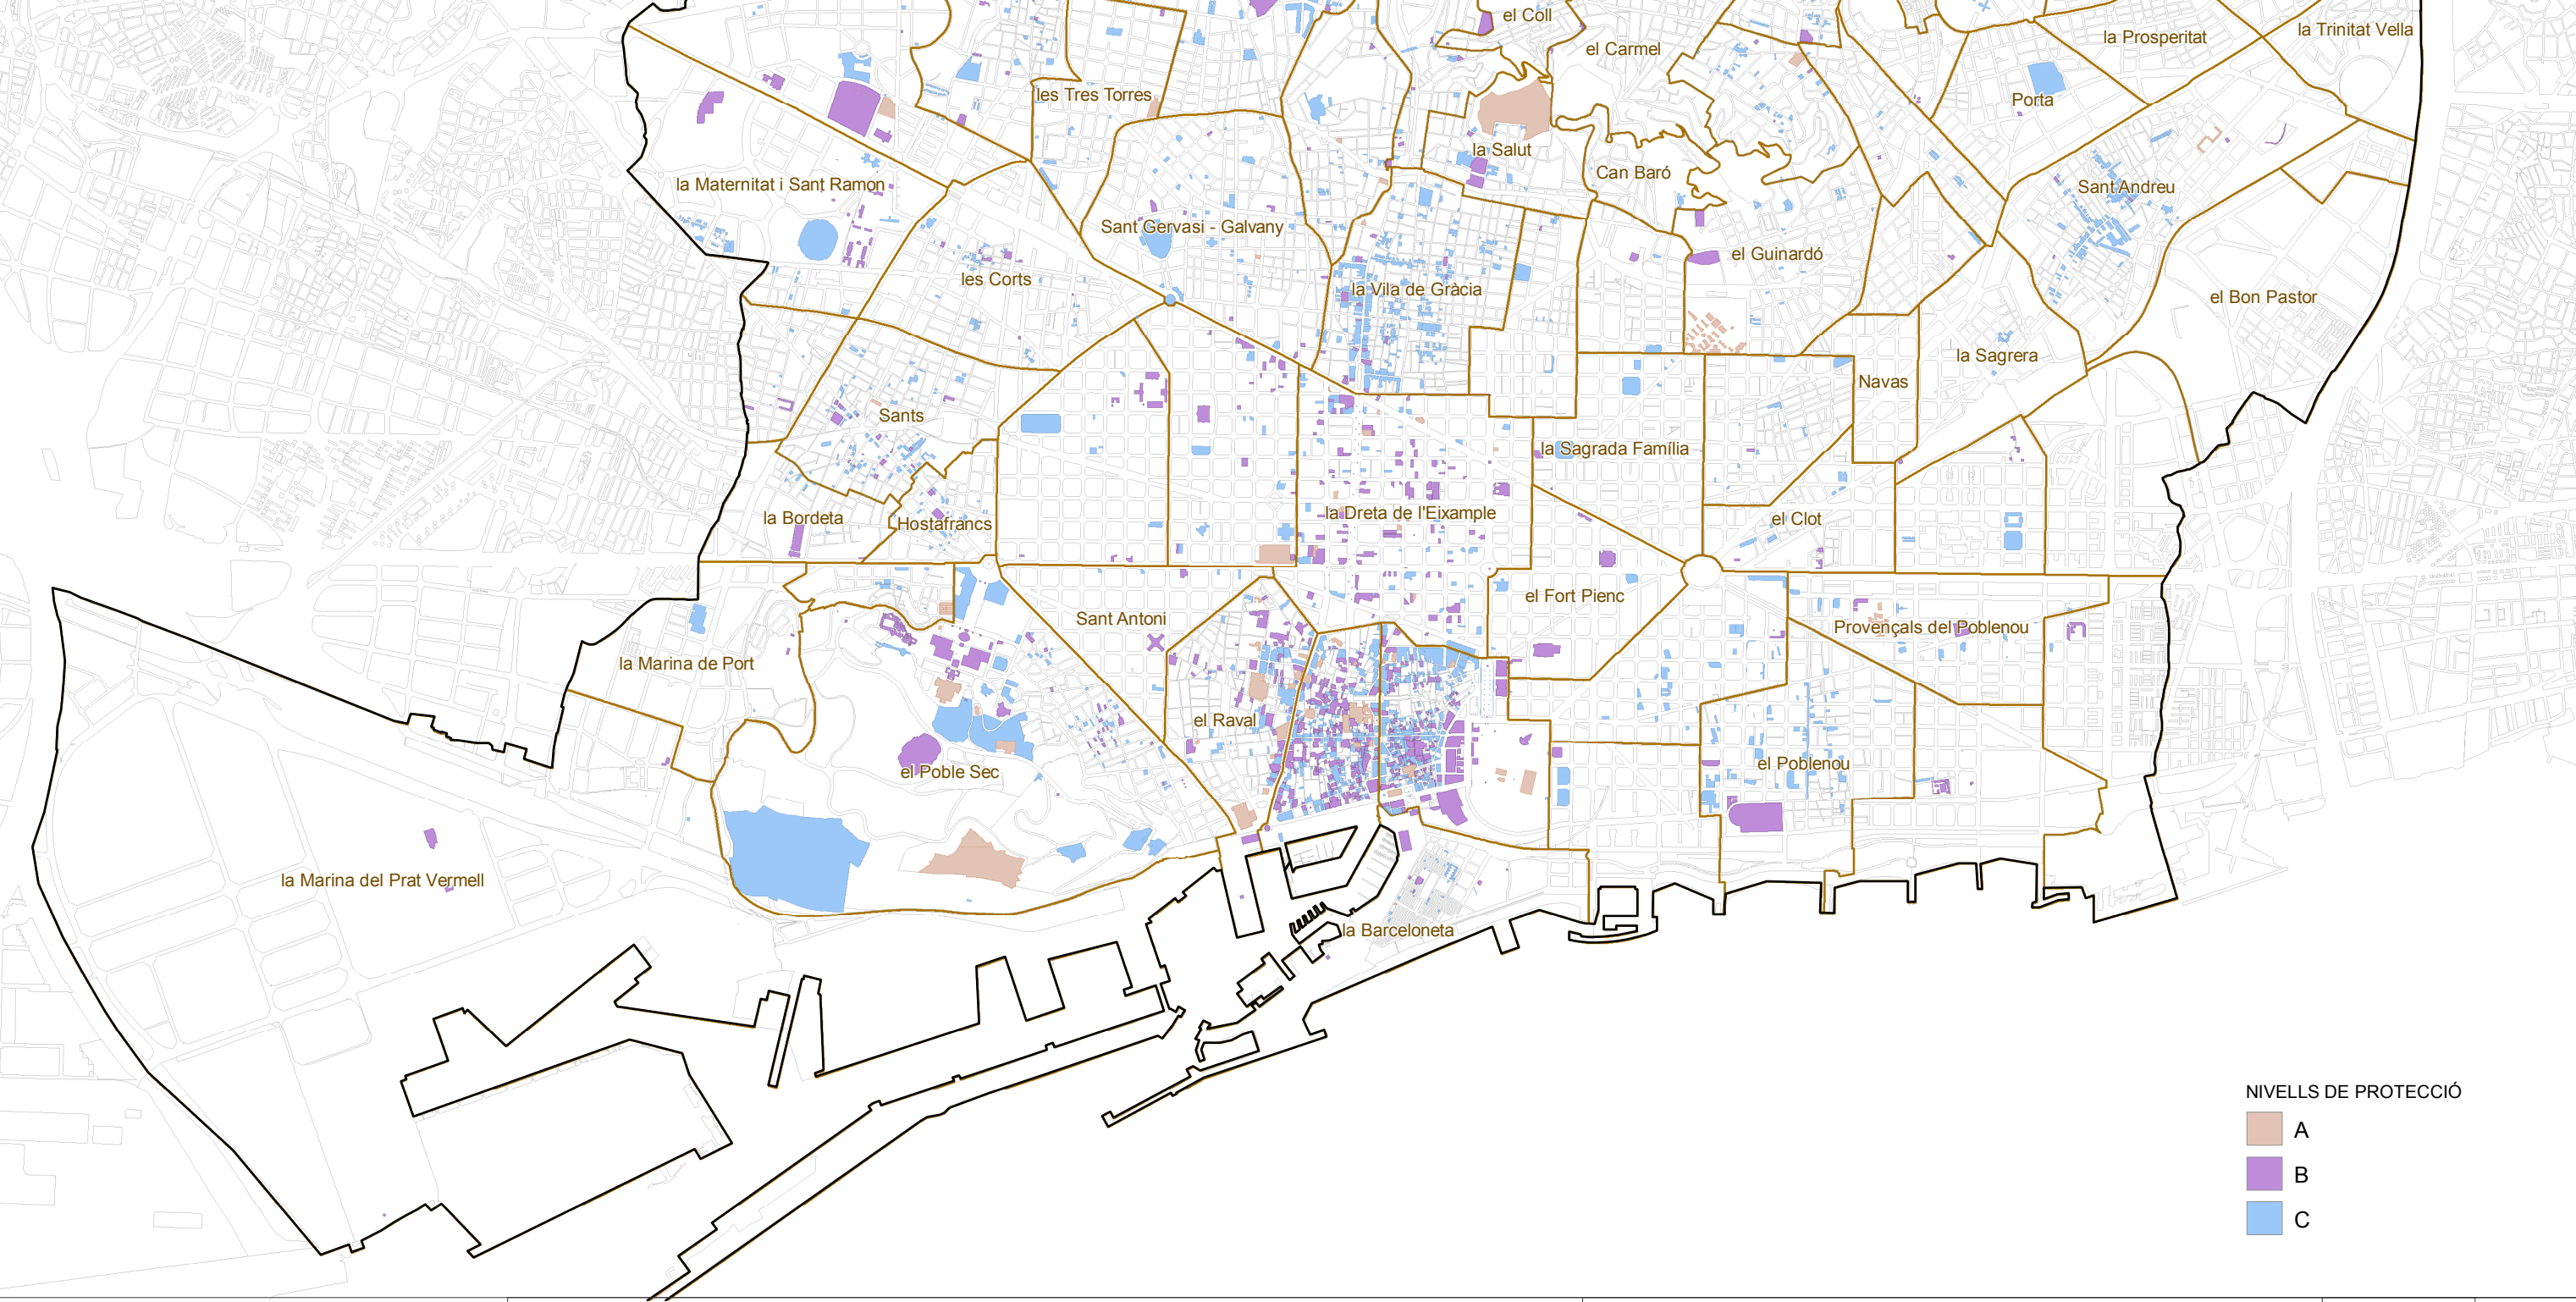 el Coll
la Trinitat Vella
la Prosperitat
el Carmel
les Tres Torres
Porta
la Salut
Can Baró
la Maternitat i Sant Ramon
Sant Andreu
Sant Gervasi - Galvany
el Guinardó
les Corts
la Vila de Gràcia
el Bon Pastor
la Sagrera
Navas
Sants
la Sagrada Família
la Dreta de l'Eixample
la Bordeta
Hostafrancs
el Clot
el Fort Pienc
Sant Antoni
Provençals del Poblenou
la Marina de Port
el Raval
el Poblenou
el Poble Sec
la Marina del Prat Vermell
la Barceloneta
NIVELLS DE PROTECCIÓ
A
B
C